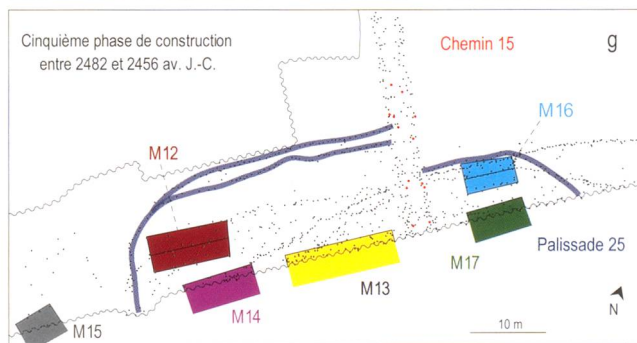 Cinquième phase de construction
entre 2482 et 2456 av. J.-C.
Chemin 15
g
M16
M12
Palissade 25
M17
M13
M14
M15
10 m
N